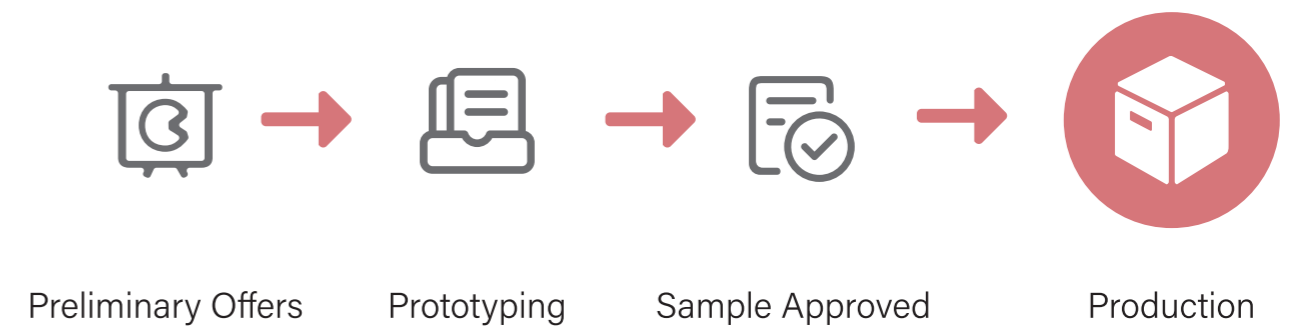 Preliminary Offers
Prototyping
Sample Approved
Production